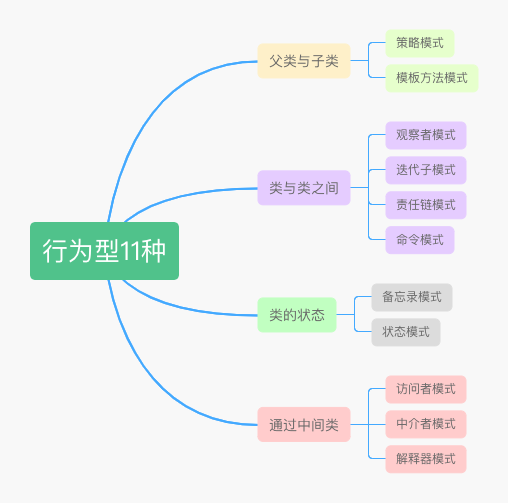 行为型11种
父类与子类
策略模式
模板方法模式
类与类之间
观察者模式
迭代子模式
责任链模式
命令模式
类的状态
备忘录模式
状态模式
通过中间类
访问者模式
中介者模式
解释器模式